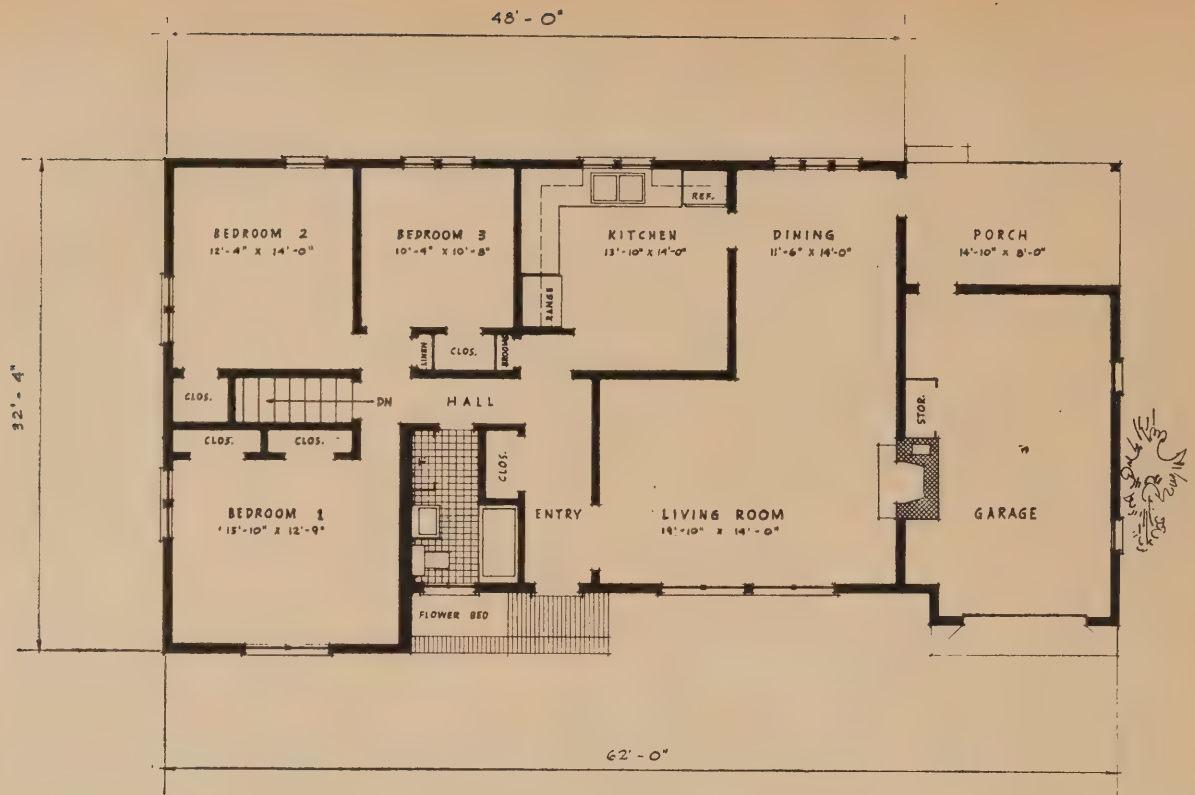 48'-0"
BEDROOM 2
12'-4" X 14'-0"
BEDROOM 3
10'-9" X 10'-8"
KITCHEN
13'-10" X 14'-0"
REF.
DINING
11'-6" X 14'-0"
PORCH
14'-10" X 8'-0"
RANGE
LINEN
CLOS.
BROOMS
32'-4"
CLOS.
DN
HALL
STOR.
CLOS.
CLOS.
CLOS.
BEDROOM 1
13'-10" X 12'-9"
ENTRY
LIVING ROOM
19'-10" X 14'-0"
GARAGE
FLOWER BED
62'-0"